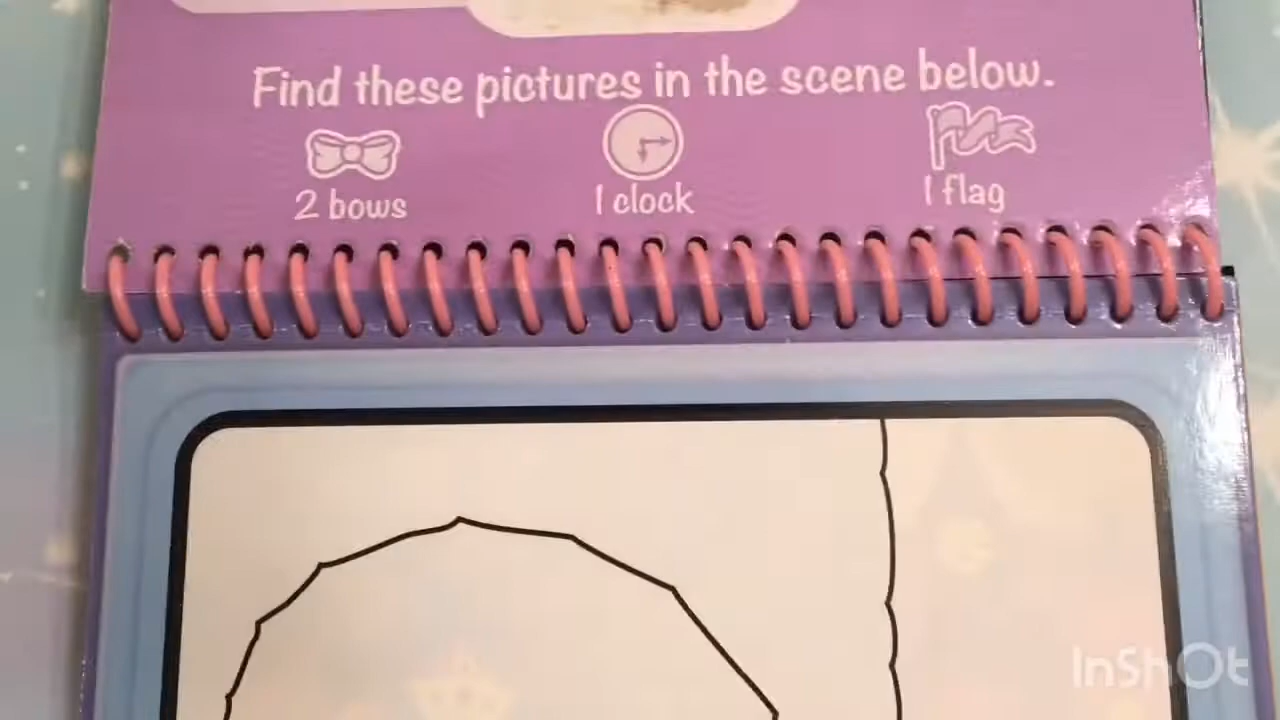 Find these pictures in the scene below.
2 bows
1 clock
1 flag
InShOt